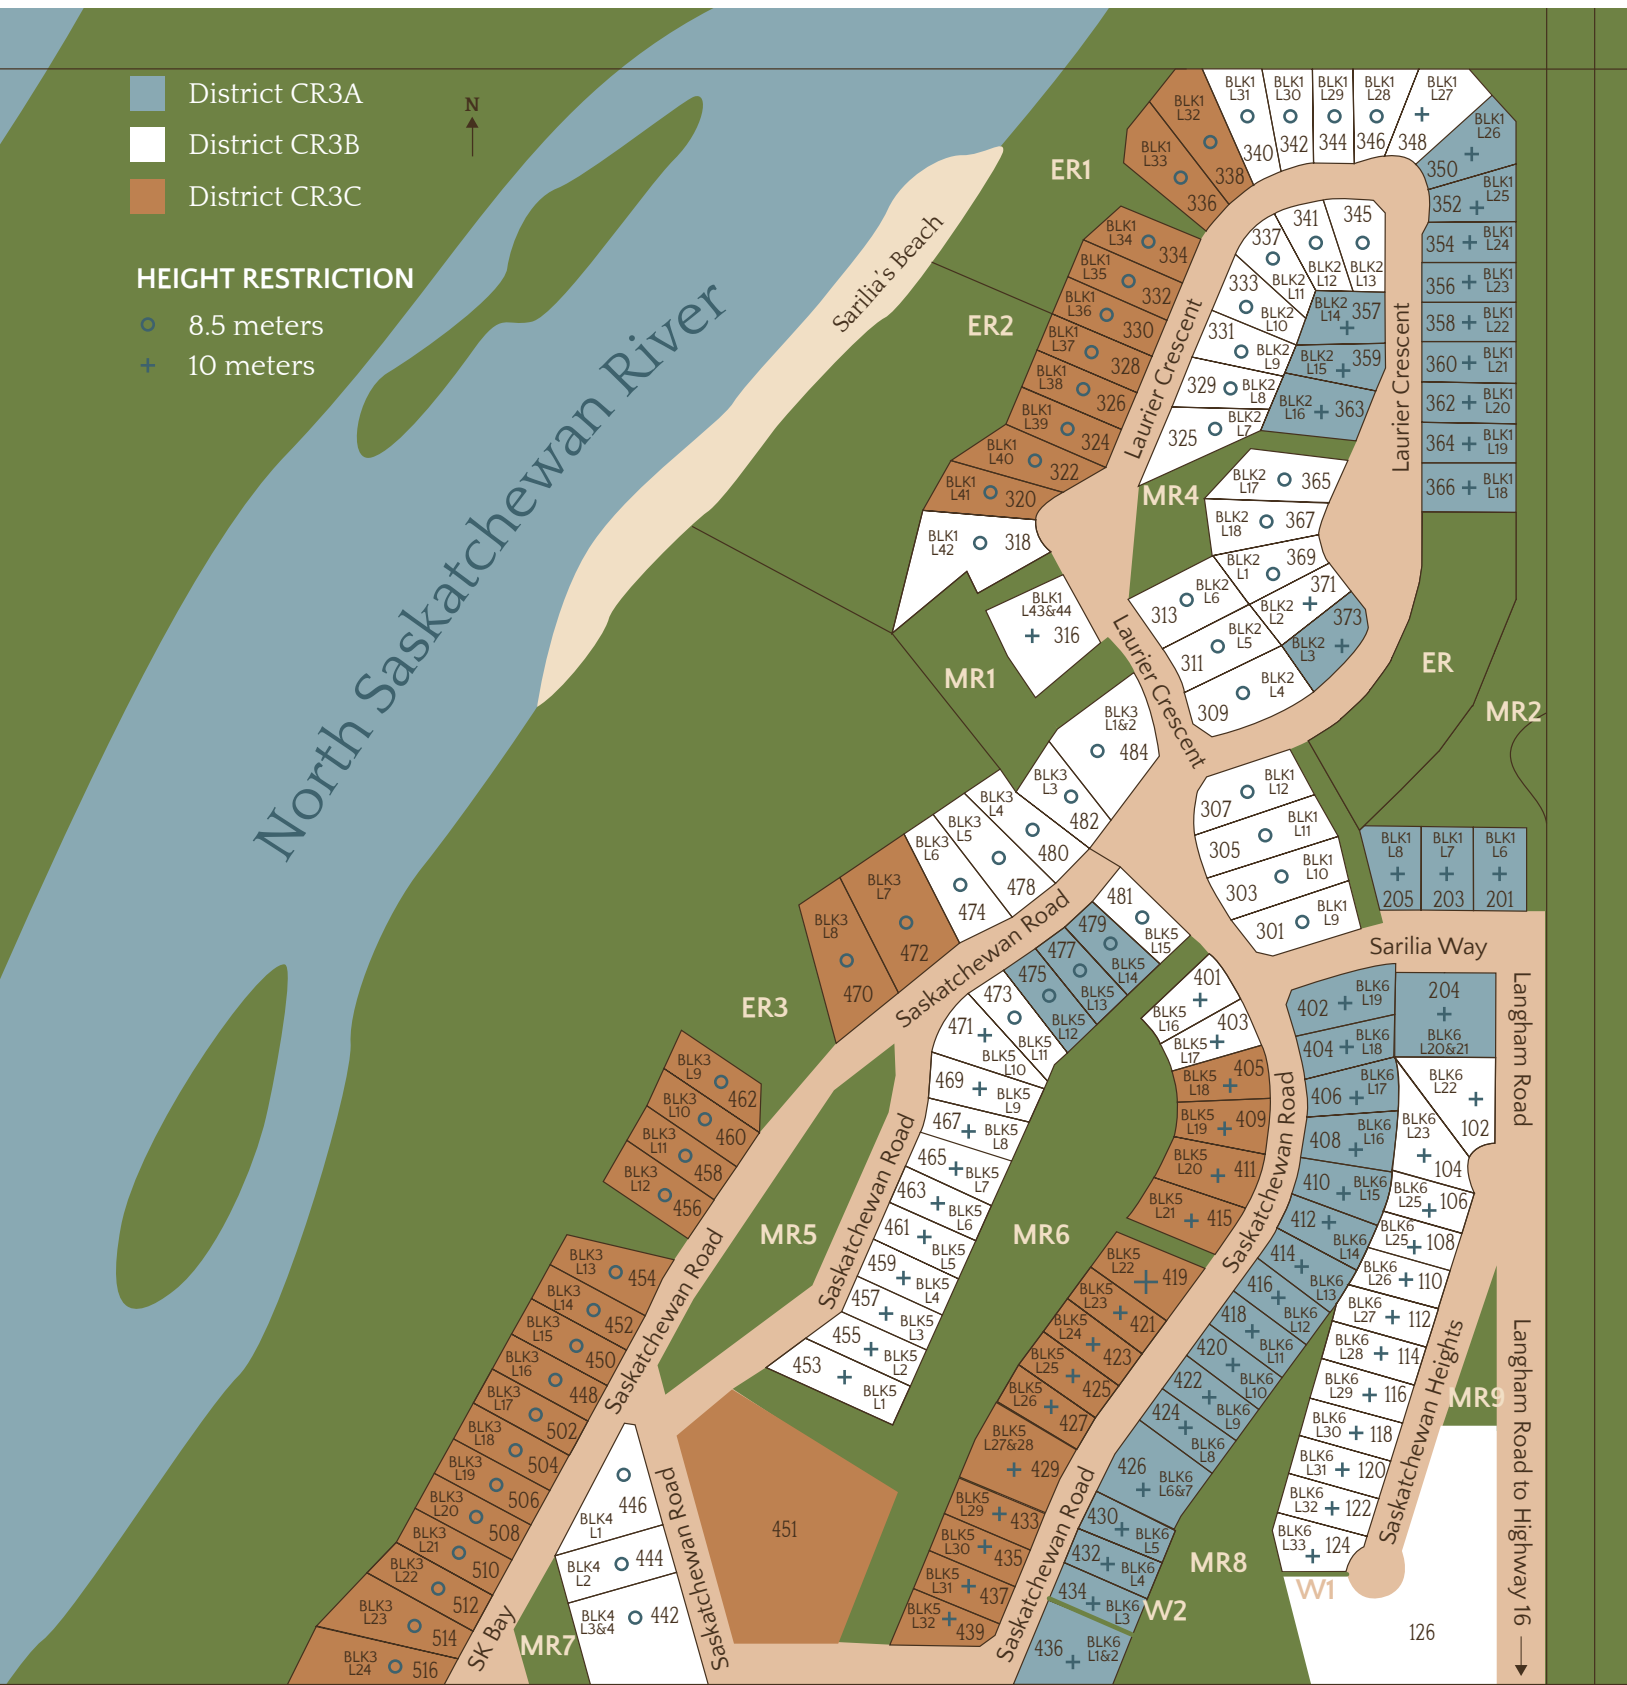 District CR3A
District CR3B
District CR3C
N
HEIGHT RESTRICTION
8.5 meters
10 meters
North Saskatchewan River
Sarilia's Beach
ER1
ER2
BLK1
L33
336
BLK1
L32
338
BLK1
L31
340
BLK1
L30
342
BLK1
L29
344
BLK1
L28
346
BLK1
L27
348
BLK1
L26
350
BLK1
L25
352
BLK1
L24
354
BLK1
L23
356
BLK1
L22
358
BLK1
L21
360
BLK1
L20
362
BLK1
L19
364
BLK1
L18
366
BLK1
L34
334
BLK1
L35
332
BLK1
L36
330
BLK1
L37
328
BLK1
L38
326
BLK1
L39
324
BLK1
L40
322
BLK1
L41
320
BLK1
L42
318
BLK1
L43&44
316
Laurier Crescent
Laurier Crescent
Laurier Crescent
345
BLK2
L13
341
BLK2
L12
337
BLK2
L11
333
BLK2
L10
331
BLK2
L9
329
BLK2
L8
325
BLK2
L7
BLK2
L14
357
BLK2
L15
359
BLK2
L16
363
MR4
BLK2
L17
365
BLK2
L18
367
BLK2
L1
369
BLK2
L2
371
BLK2
L3
373
BLK2
L6
313
BLK2
L5
311
BLK2
L4
309
MR1
ER
MR2
BLK3
L1&2
484
BLK3
L3
482
BLK3
L4
480
BLK3
L5
478
BLK3
L6
474
BLK3
L7
472
BLK3
L8
470
BLK1
L12
307
BLK1
L11
305
BLK1
L10
303
BLK1
L9
301
BLK1
L8
205
BLK1
L7
203
BLK1
L6
201
Sarilia Way
Langham Road
Langham Road to Highway 16
Saskatchewan Road
ER3
481
BLK5
L15
479
BLK5
L14
477
BLK5
L13
475
BLK5
L12
473
BLK5
L11
471
BLK5
L10
469
BLK5
L9
467
BLK5
L8
465
BLK5
L7
463
BLK5
L6
461
BLK5
L5
459
BLK5
L4
457
BLK5
L3
455
BLK5
L2
453
BLK5
L1
401
BLK5
L16
403
BLK5
L17
405
BLK5
L18
409
BLK5
L19
411
BLK5
L20
415
BLK5
L21
BLK5
L22
419
BLK5
L23
421
BLK5
L24
423
BLK5
L25
425
BLK5
L26
427
BLK5
L27&28
429
BLK5
L29
433
BLK5
L30
435
BLK5
L31
437
BLK5
L32
439
402
BLK6
L19
404
BLK6
L18
406
BLK6
L17
408
BLK6
L16
410
BLK6
L15
412
BLK6
L14
414
BLK6
L13
416
BLK6
L12
418
BLK6
L11
420
BLK6
L10
422
BLK6
L9
424
BLK6
L8
426
BLK6
L6&7
430
BLK6
L5
432
BLK6
L4
434
BLK6
L3
436
BLK6
L1&2
204
BLK6
L20&21
BLK6
L22
102
BLK6
L23
104
BLK6
L25
106
BLK6
L25
108
BLK6
L26
110
BLK6
L27
112
BLK6
L28
114
BLK6
L29
116
BLK6
L30
118
BLK6
L31
120
BLK6
L32
122
BLK6
L33
124
126
Saskatchewan Heights
MR9
MR8
W1
W2
MR5
MR6
Saskatchewan Road
Saskatchewan Road
Saskatchewan Road
Saskatchewan Road
Saskatchewan Road
BLK3
L9
462
BLK3
L10
460
BLK3
L11
458
BLK3
L12
456
BLK3
L13
454
BLK3
L14
452
BLK3
L15
450
BLK3
L16
448
BLK3
L17
502
BLK3
L18
504
BLK3
L19
506
BLK3
L20
508
BLK3
L21
510
BLK3
L22
512
BLK3
L23
514
BLK3
L24
516
SK Bay
MR7
446
BLK4
L1
BLK4
L2
444
BLK4
L3&4
442
451